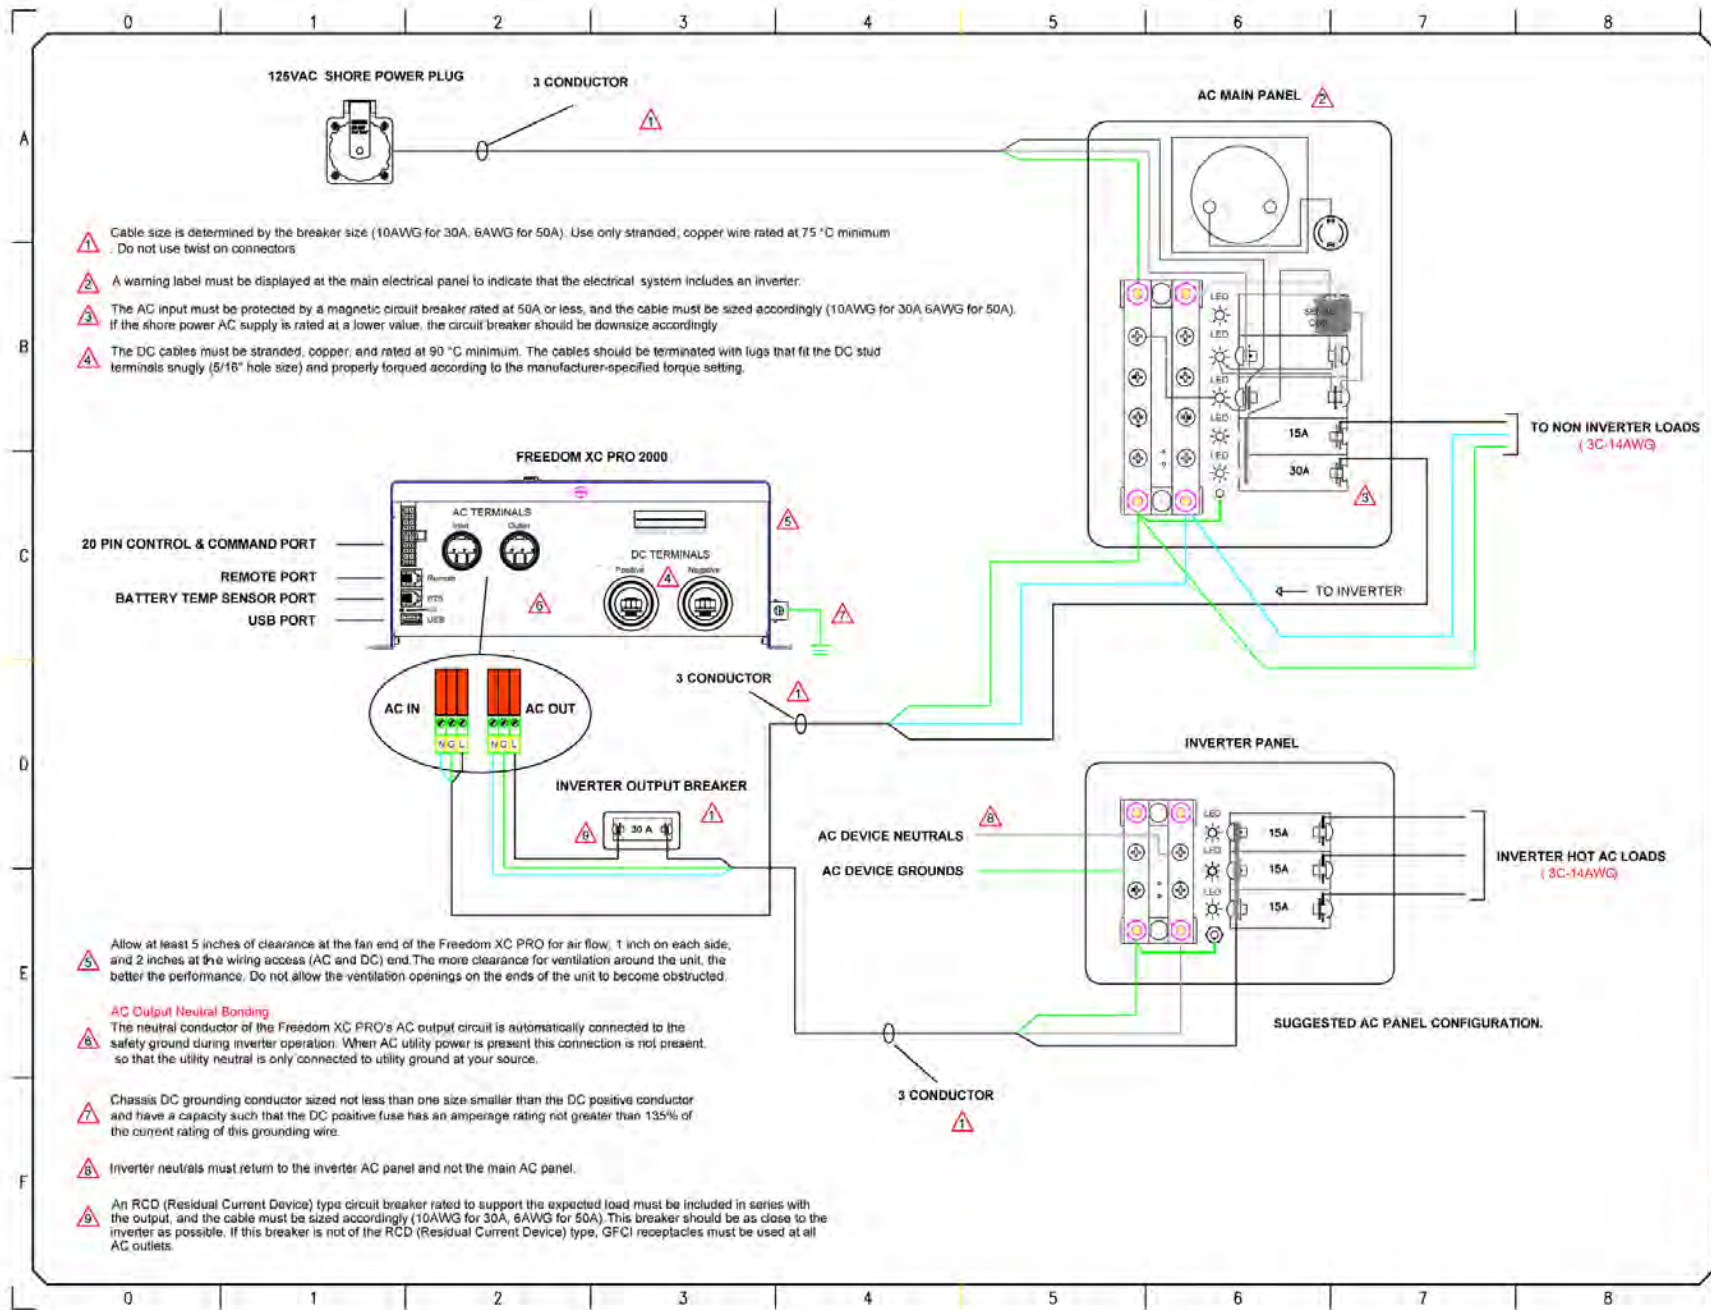 0 1 2 3 4 5 6 7 8
A
B
C
D
E
F
125VAC SHORE POWER PLUG
3 CONDUCTOR
1
AC MAIN PANEL 2
1 Cable size is determined by the breaker size (10AWG for 30A, 6AWG for 50A). Use only stranded, copper wire rated at 75 °C minimum
. Do not use twist on connectors
2 A warning label must be displayed at the main electrical panel to indicate that the electrical system includes an inverter.
3 The AC input must be protected by a magnetic circuit breaker rated at 50A or less, and the cable must be sized accordingly (10AWG for 30A 6AWG for 50A).
If the shore power AC supply is rated at a lower value, the circuit breaker should be downsize accordingly
4 The DC cables must be stranded, copper, and rated at 90 °C minimum. The cables should be terminated with lugs that fit the DC stud
terminals snugly (5/16" hole size) and properly torqued according to the manufacturer-specified torque setting.
LED
LED
LED
LED
LED
15A
30A
3
TO NON INVERTER LOADS
( 3C-14AWG)
TO INVERTER
FREEDOM XC PRO 2000
AC TERMINALS
Input Output
DC TERMINALS
Positive Negative
4
5
6
7
20 PIN CONTROL & COMMAND PORT
REMOTE PORT
Remote
BATTERY TEMP SENSOR PORT
BTS
USB PORT
USB
AC IN
AC OUT
N G L
N G L
3 CONDUCTOR
1
INVERTER OUTPUT BREAKER
1
9
30 A
INVERTER PANEL
AC DEVICE NEUTRALS
8
AC DEVICE GROUNDS
LED
LED
LED
15A
15A
15A
INVERTER HOT AC LOADS
( 3C-14AWG)
SUGGESTED AC PANEL CONFIGURATION.
3 CONDUCTOR
1
5 Allow at least 5 inches of clearance at the fan end of the Freedom XC PRO for air flow, 1 inch on each side,
and 2 inches at the wiring access (AC and DC) end.The more clearance for ventilation around the unit, the
better the performance. Do not allow the ventilation openings on the ends of the unit to become obstructed.
AC Output Neutral Bonding
6 The neutral conductor of the Freedom XC PRO's AC output circuit is automatically connected to the
safety ground during inverter operation. When AC utility power is present this connection is not present.
so that the utility neutral is only connected to utility ground at your source.
7 Chassis DC grounding conductor sized not less than one size smaller than the DC positive conductor
and have a capacity such that the DC positive fuse has an amperage rating not greater than 135% of
the current rating of this grounding wire.
8 Inverter neutrals must return to the inverter AC panel and not the main AC panel.
9 An RCD (Residual Current Device) type circuit breaker rated to support the expected load must be included in series with
the output, and the cable must be sized accordingly (10AWG for 30A, 6AWG for 50A).This breaker should be as close to the
inverter as possible. If this breaker is not of the RCD (Residual Current Device) type, GFCI receptacles must be used at all
AC outlets.
0 1 2 3 4 5 6 7 8